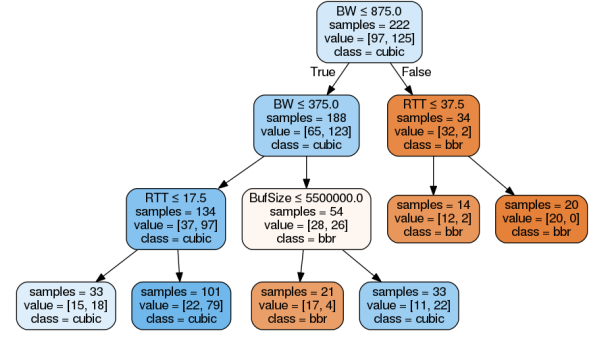 BW ≤ 875.0
samples = 222
value = [97, 125]
class = cubic
True
False
BW ≤ 375.0
samples = 188
value = [65, 123]
class = cubic
RTT ≤ 37.5
samples = 34
value = [32, 2]
class = bbr
RTT ≤ 17.5
samples = 134
value = [37, 97]
class = cubic
BufSize ≤ 5500000.0
samples = 54
value = [28, 26]
class = bbr
samples = 14
value = [12, 2]
class = bbr
samples = 20
value = [20, 0]
class = bbr
samples = 33
value = [15, 18]
class = cubic
samples = 101
value = [22, 79]
class = cubic
samples = 21
value = [17, 4]
class = bbr
samples = 33
value = [11, 22]
class = cubic